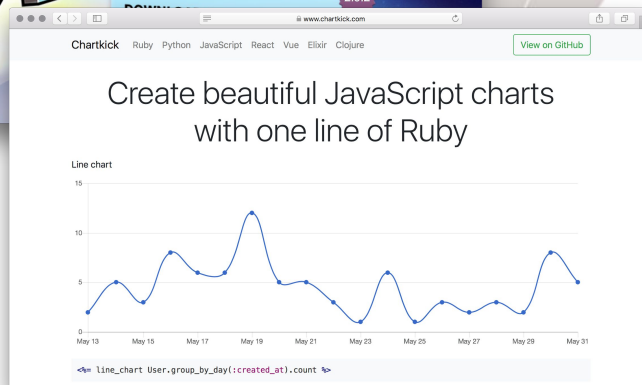 www.chartkick.com
Chartkick Ruby Python JavaScript React Vue Elixir Clojure
View on GitHub
Create beautiful JavaScript charts
with one line of Ruby
Line chart
15
10
5
0
May 13 May 15 May 17 May 19 May 21 May 23 May 25 May 27 May 29 May 31
<%= line_chart User.group_by_day(:created_at).count %>